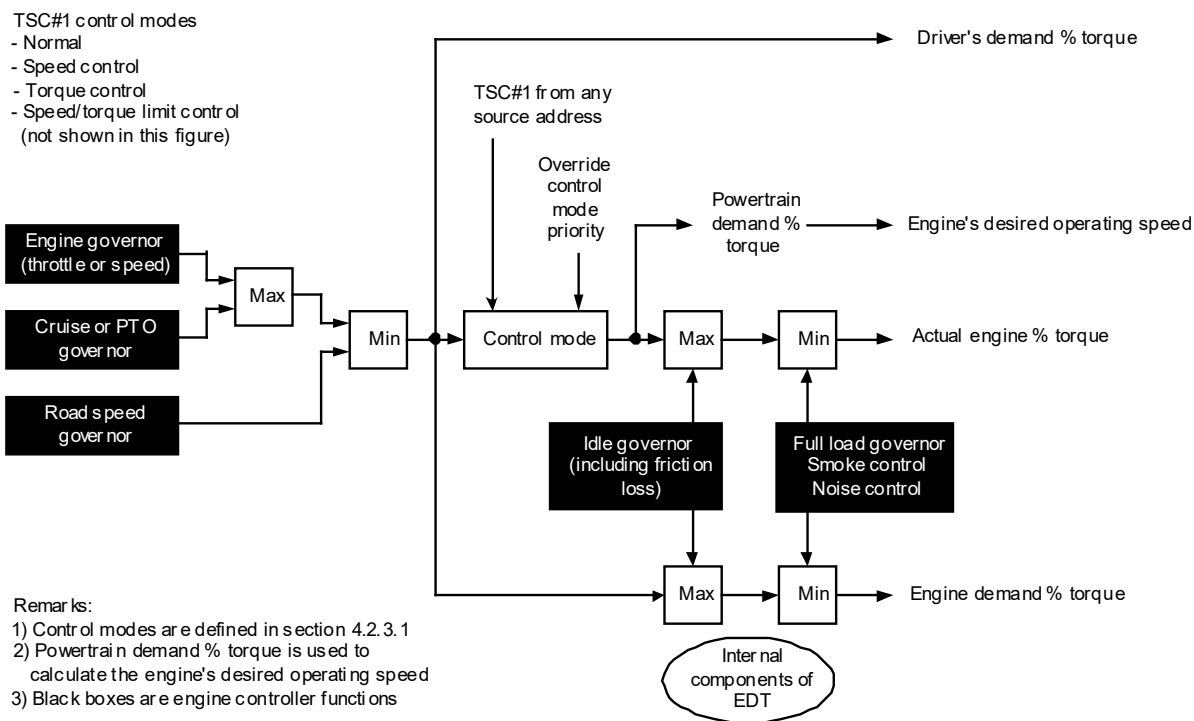 TSC#1 control modes
- Normal
- Speed control
- Torque control
- Speed/torque limit control
(not shown in this figure)
Driver's demand % torque
TSC#1 from any
source address
Override
control
mode
priority
Powertrain
demand %
torque
Engine's desired operating speed
Engine governor
(throttle or speed)
Max
Cruise or PTO
governor
Min
Control mode
Max
Min
Actual engine % torque
Road speed
governor
Idle governor
(including friction
loss)
Full load governor
Smoke control
Noise control
Max
Min
Engine demand % torque
Remarks:
1) Control modes are defined in section 4.2.3.1
2) Powertrain demand % torque is used to
calculate the engine's desired operating speed
3) Black boxes are engine controller functions
Internal
components of
EDT